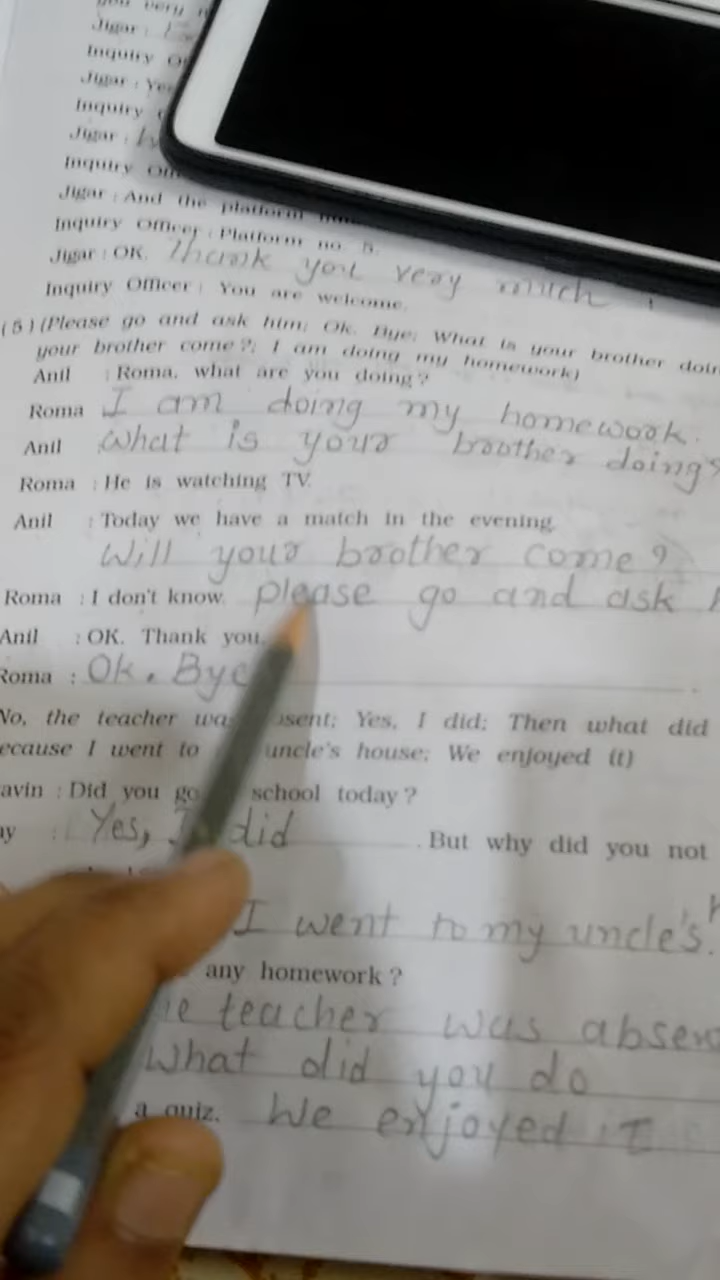 you very
Jigar :
Inquiry
Jigar : Yes
Inquiry
Jigar :
Inquiry
Jigar : And the platform
Inquiry Officer : Platform no. 5.
Jigar : OK. Thank you very much
Inquiry Officer : You are welcome.
(5) (Please go and ask him; Ok. Bye; What is your brother
your brother come?; I am doing my homework)
Anil : Roma, what are you doing?
Roma I am doing my homework.
Anil What is your brother doing?
Roma : He is watching TV.
Anil : Today we have a match in the evening.
Will your brother come?
Roma : I don't know. please go and ask
Anil : OK. Thank you.
Roma : Ok. Bye
No, the teacher was absent; Yes, I did; Then what did
ecause I went to uncle's house; We enjoyed it)
avin : Did you go school today?
ay : Yes, I did . But why did you not
I went to my uncle's
any homework?
teacher was absent
What did you do
a quiz. We enjoyed it